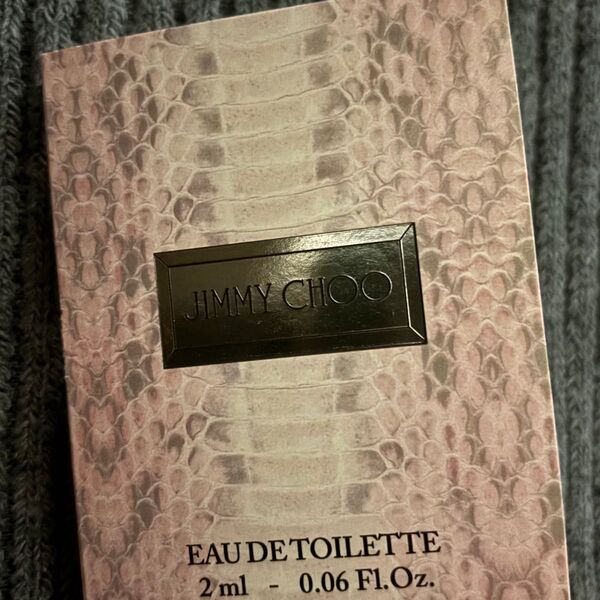 JIMMY CHOO
EAU DE TOILETTE
2 ml - 0.06 Fl.Oz.